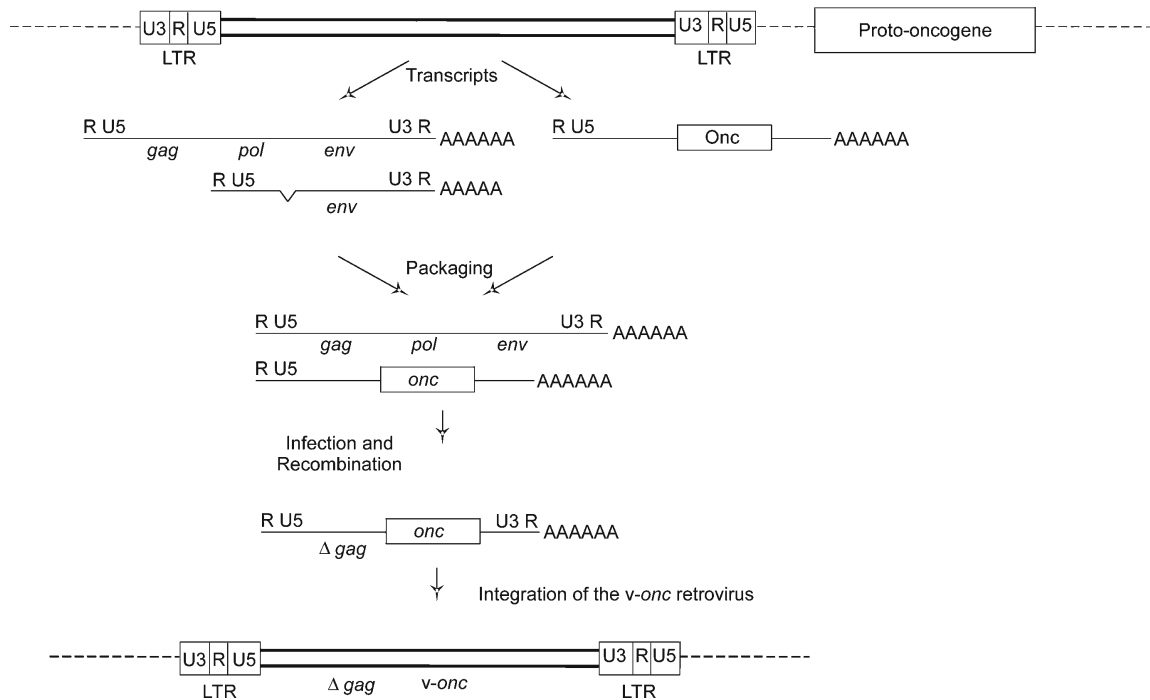 U3 R U5 U3 R U5 Proto-oncogene
LTR LTR
Transcripts
R U5 U3 R AAAAAA R U5 Onc AAAAAA
gag pol env
R U5 U3 R AAAAA
env
Packaging
R U5 U3 R AAAAAA
gag pol env
R U5 onc AAAAAA
Infection and
Recombination
R U5 onc U3 R AAAAAA
Δ gag
Integration of the v-onc retrovirus
U3 R U5 U3 R U5
LTR Δ gag v-onc LTR